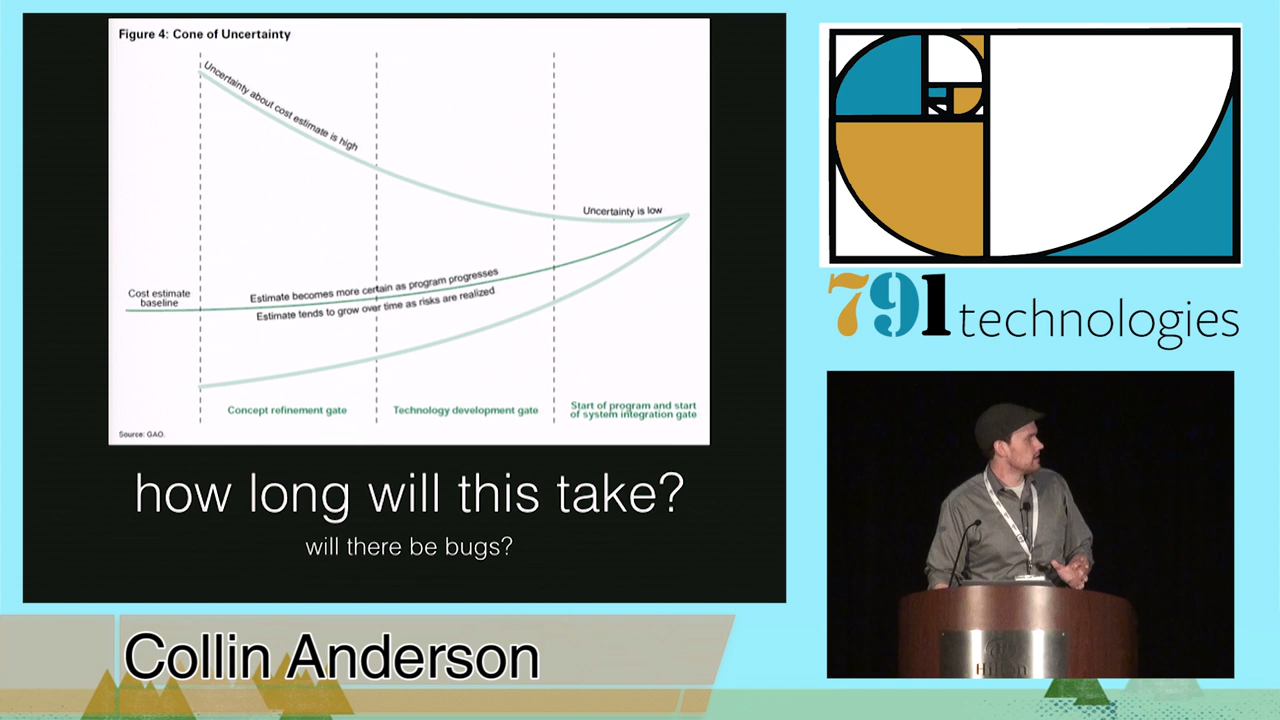 Figure 4: Cone of Uncertainty
Uncertainty about cost estimate is high
Uncertainty is low
Cost estimate
baseline
Estimate becomes more certain as program progresses
Estimate tends to grow over time as risks are realized
Concept refinement gate
Technology development gate
Start of program and start
of system integration gate
Source: GAO.
how long will this take?
will there be bugs?
791 technologies
Hilton
Collin Anderson